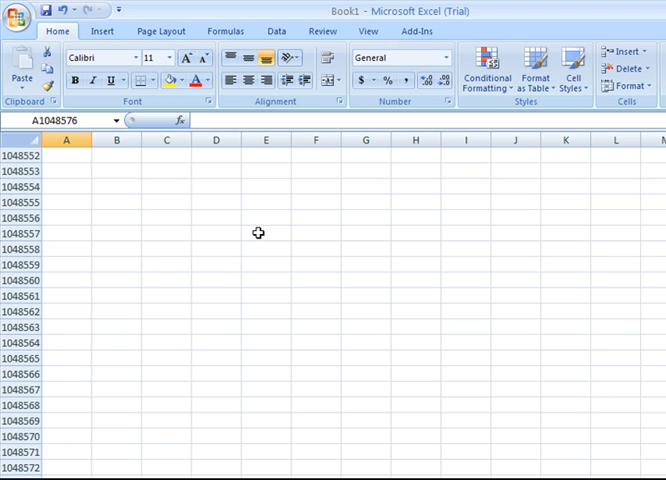 Book1 - Microsoft Excel (Trial)
Home Insert Page Layout Formulas Data Review View Add-Ins
Paste
Calibri 11 A A
B I U A
General
$ % , .00
Conditional Formatting
Format as Table
Cell Styles
Insert
Delete
Format
Clipboard Font Alignment Number Styles Cells
A1048576 fx
A B C D E F G H I J K L
1048552
1048553
1048554
1048555
1048556
1048557
1048558
1048559
1048560
1048561
1048562
1048563
1048564
1048565
1048566
1048567
1048568
1048569
1048570
1048571
1048572